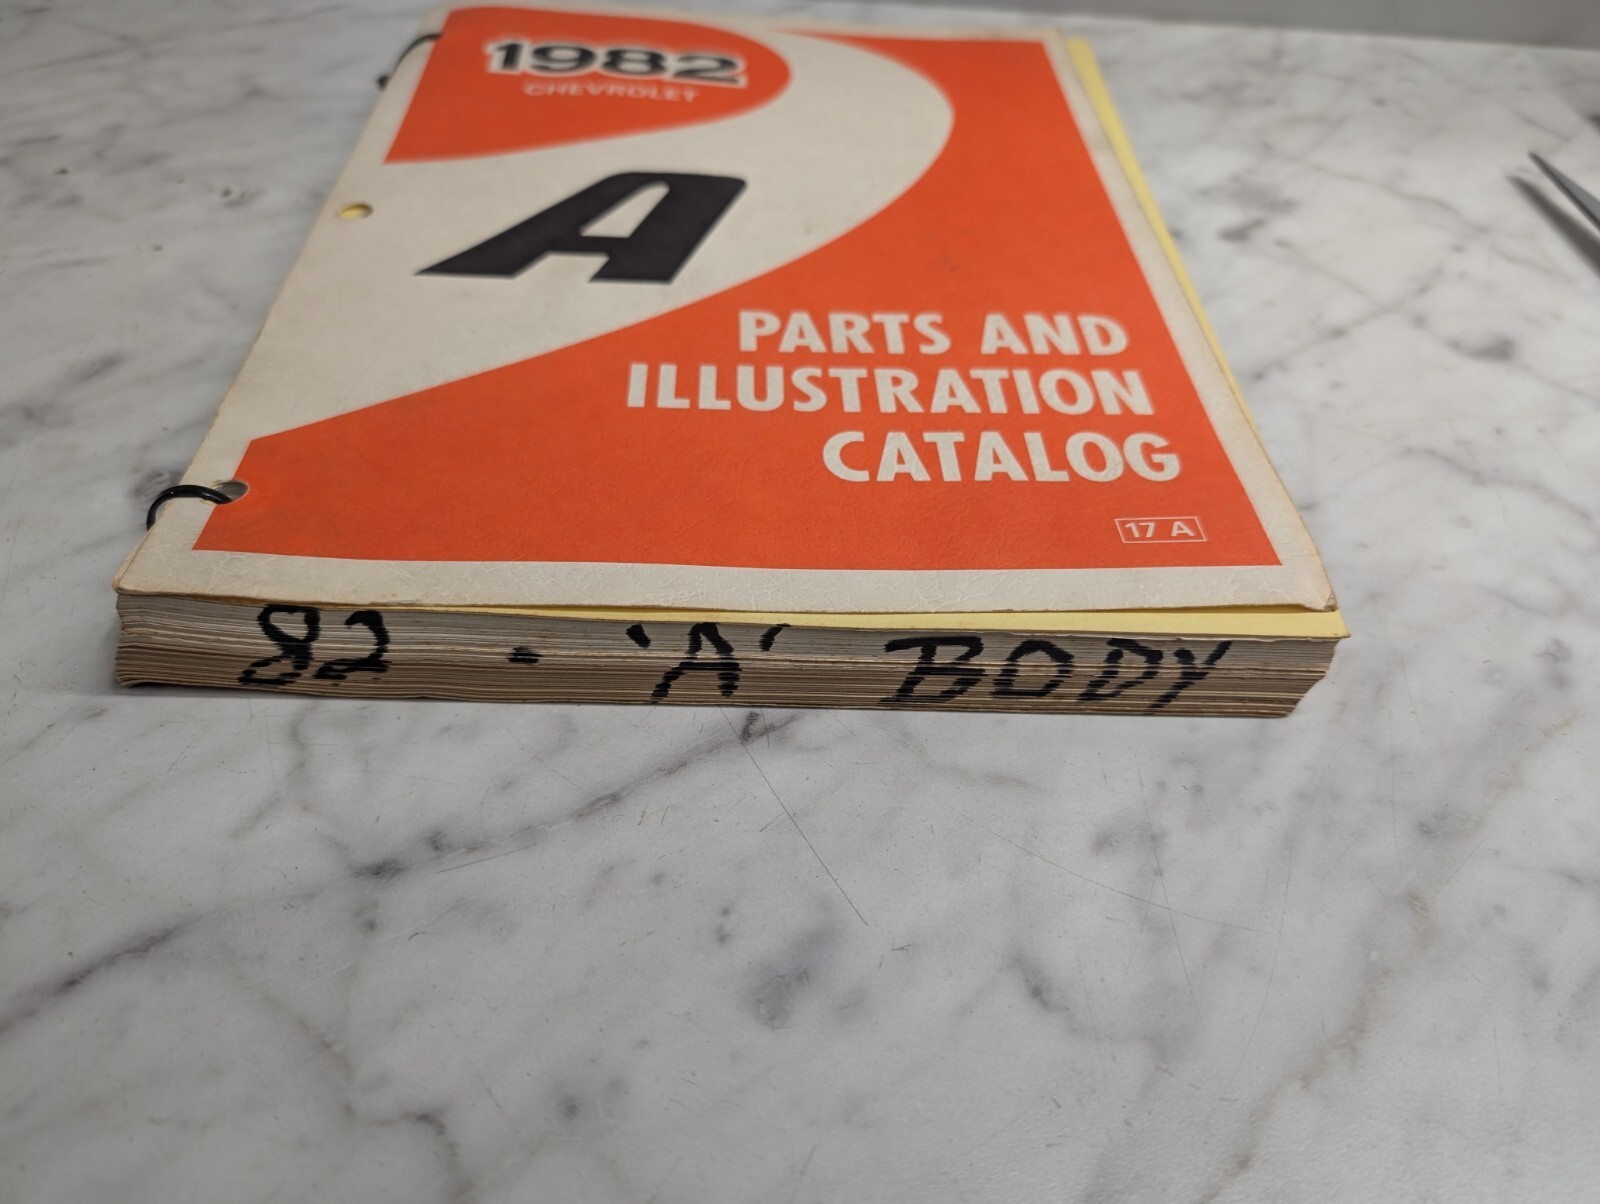 1982
CHEVROLET
A
PARTS AND
ILLUSTRATION
CATALOG
17 A
82 - 'A' BODY